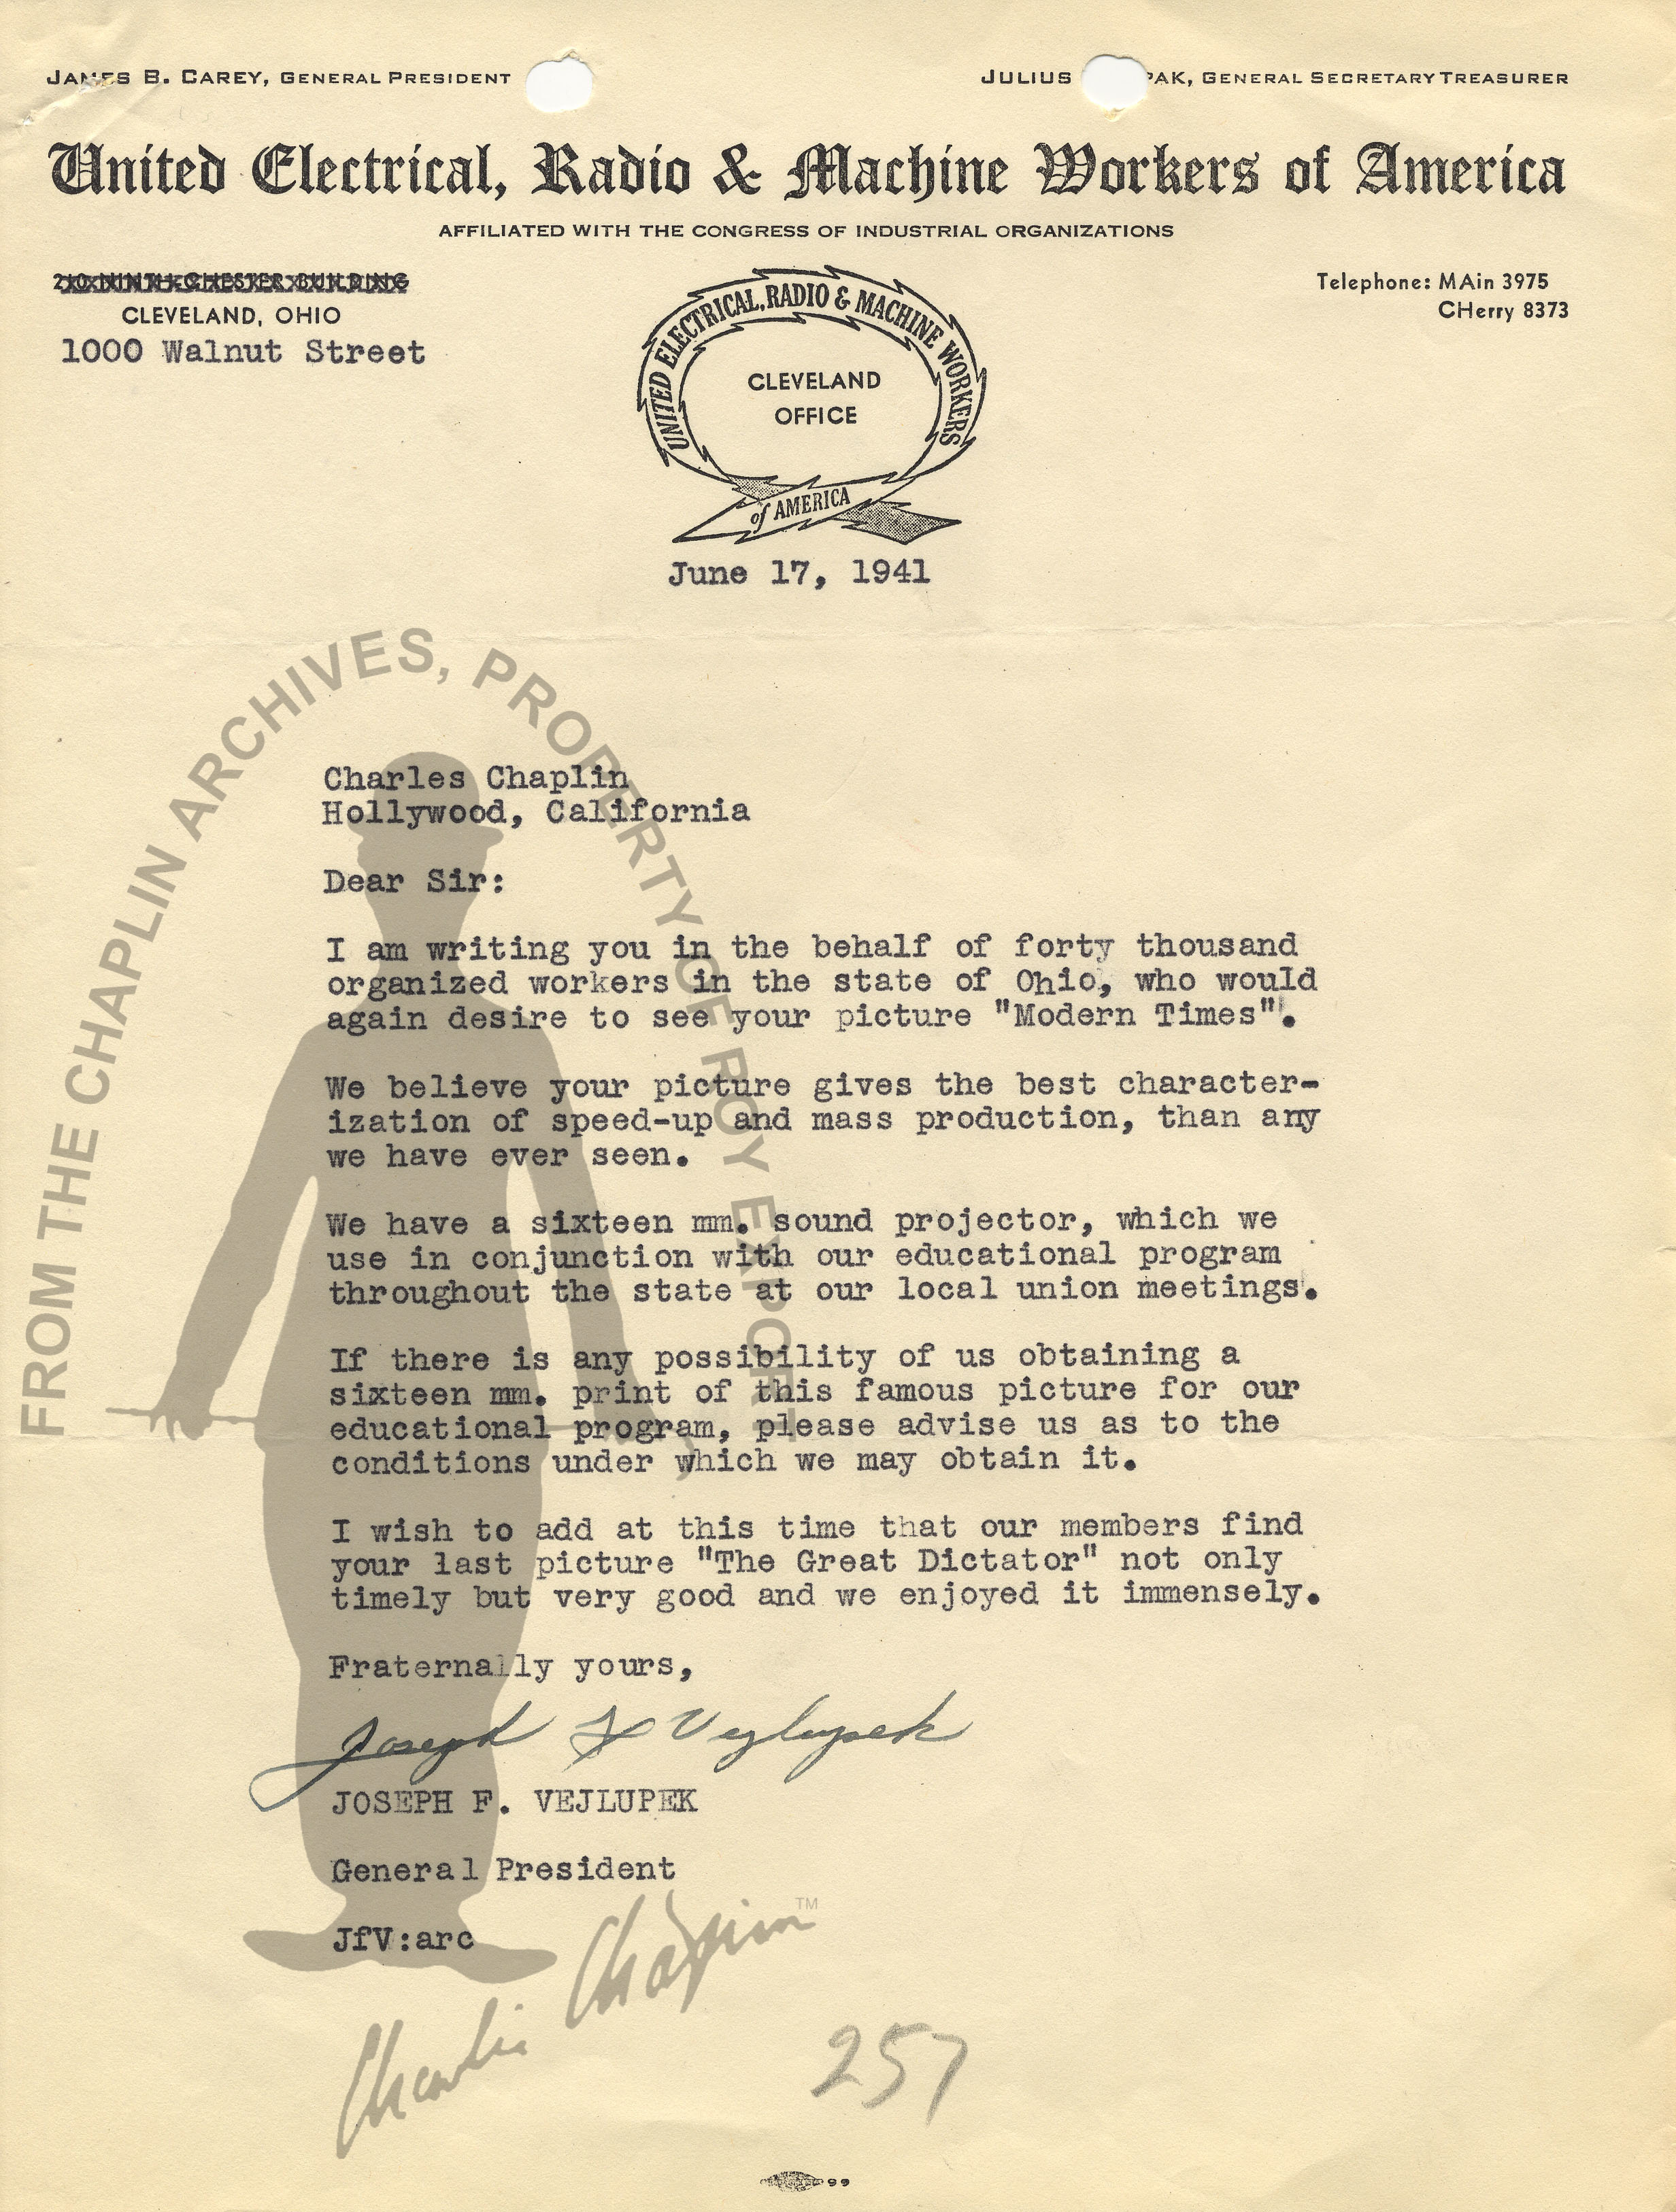 JAMES B. CAREY, GENERAL PRESIDENT
JULIUS PAK, GENERAL SECRETARY TREASURER
United Electrical, Radio & Machine Workers of America
AFFILIATED WITH THE CONGRESS OF INDUSTRIAL ORGANIZATIONS
210 NINTH-CHESTER BUILDING
CLEVELAND, OHIO
1000 Walnut Street
Telephone: MAin 3975
CHerry 8373
UNITED ELECTRICAL, RADIO & MACHINE WORKERS
CLEVELAND
OFFICE
of AMERICA
June 17, 1941
FROM THE CHAPLIN ARCHIVES, PROPERTY OF ROY EXPORT
Charles Chaplin
Hollywood, California
Dear Sir:
I am writing you in the behalf of forty thousand
organized workers in the state of Ohio, who would
again desire to see your picture "Modern Times".
We believe your picture gives the best character-
ization of speed-up and mass production, than any
we have ever seen.
We have a sixteen mm. sound projector, which we
use in conjunction with our educational program
throughout the state at our local union meetings.
If there is any possibility of us obtaining a
sixteen mm. print of this famous picture for our
educational program, please advise us as to the
conditions under which we may obtain it.
I wish to add at this time that our members find
your last picture "The Great Dictator" not only
timely but very good and we enjoyed it immensely.
Fraternally yours,
Joseph F Vejlupek
JOSEPH F. VEJLUPEK
General President
JfV:arc
Charlie Chaplin™
257